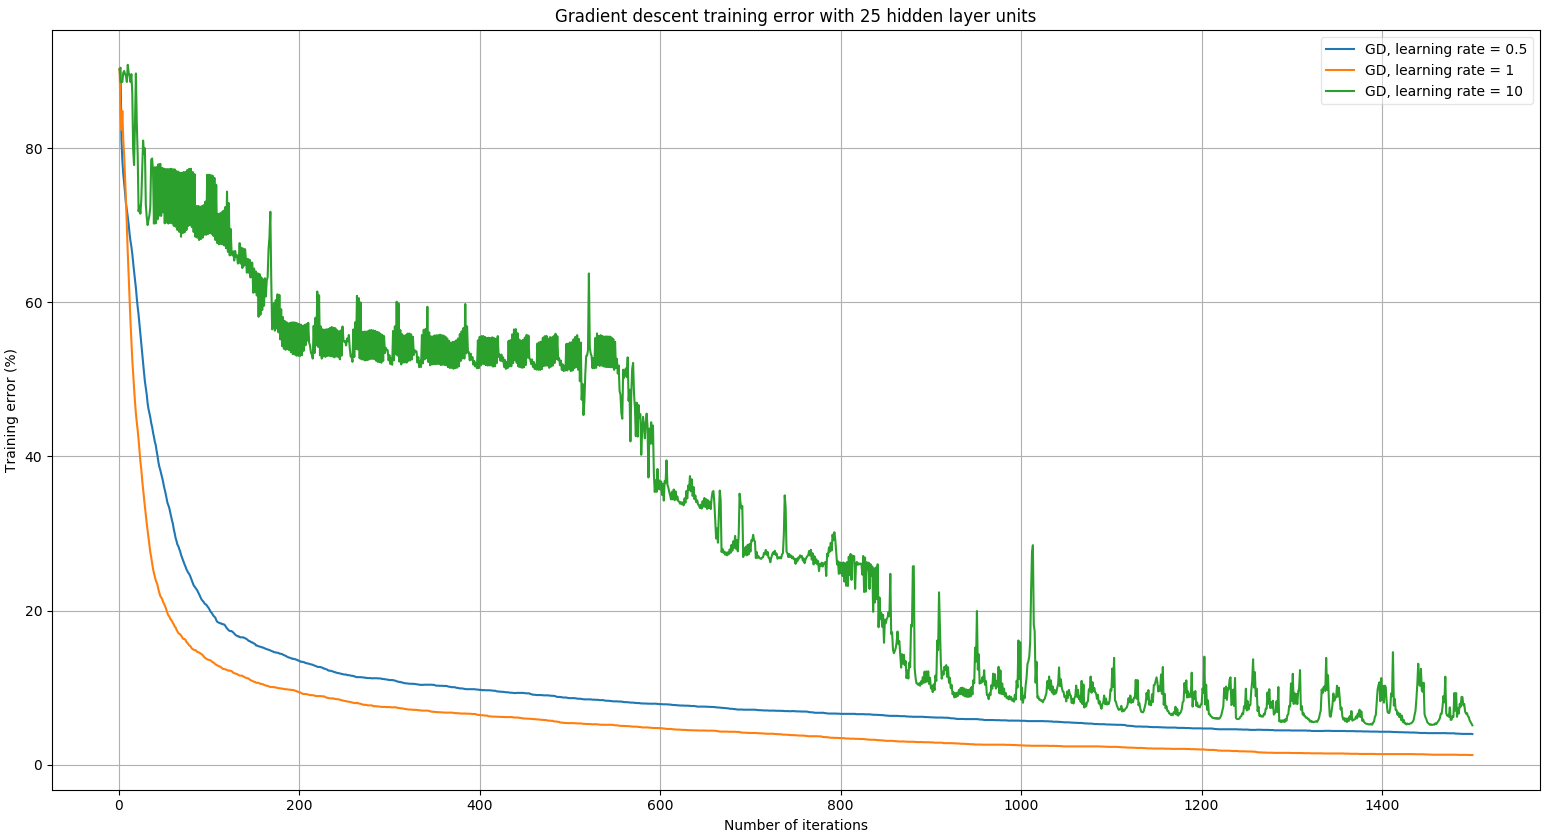 Gradient descent training error with 25 hidden layer units
GD, learning rate = 0.5
GD, learning rate = 1
GD, learning rate = 10
80
60
40
20
0
Training error (%)
0 200 400 600 800 1000 1200 1400
Number of iterations